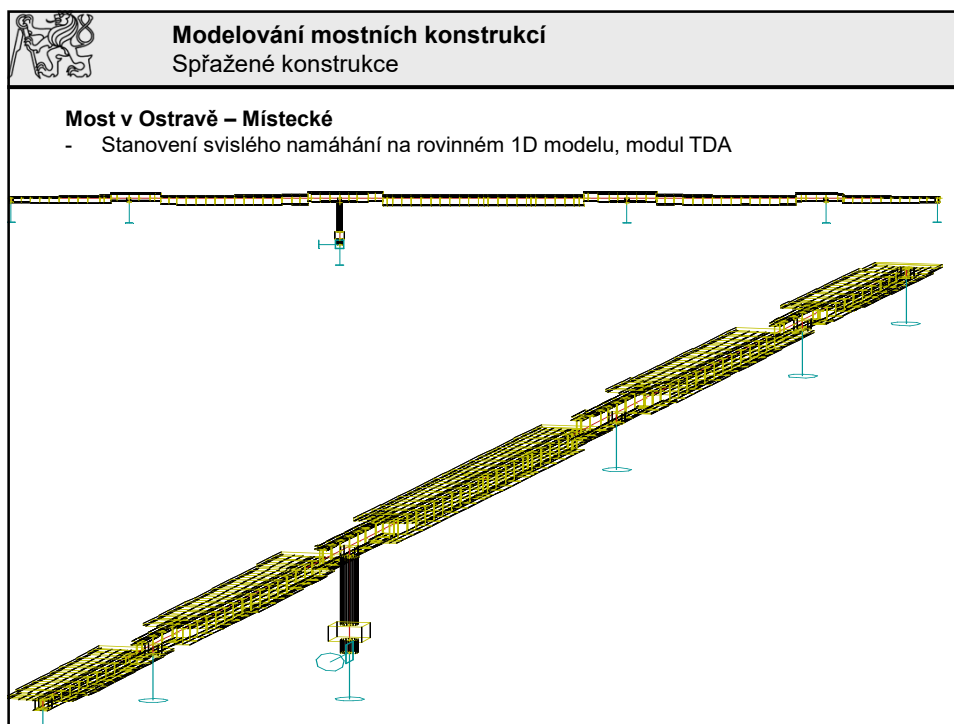 Modelování mostních konstrukcí
Spřažené konstrukce
Most v Ostravě – Místecké
- Stanovení svislého namáhání na rovinném 1D modelu, modul TDA